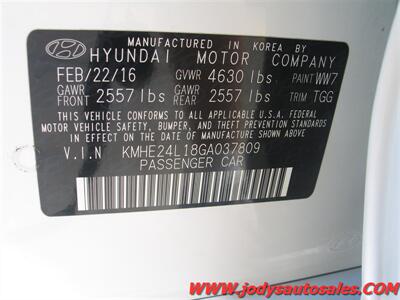 MANUFACTURED IN KOREA BY
HYUNDAI MOTOR COMPANY
FEB/22/16 GVWR 4630 lbs PAINT WW7
GAWR FRONT 2557 lbs GAWR REAR 2557 lbs TRIM TGG
THIS VEHICLE CONFORMS TO ALL APPLICABLE U.S.A. FEDERAL
MOTOR VEHICLE SAFETY, BUMPER, AND THEFT PREVENTION
STANDARDS IN EFFECT ON THE DATE OF MANUFACTURE
SHOWN ABOVE.
V.I.N KMHE24L18GA037809
PASSENGER CAR
www.jodysautosales.com